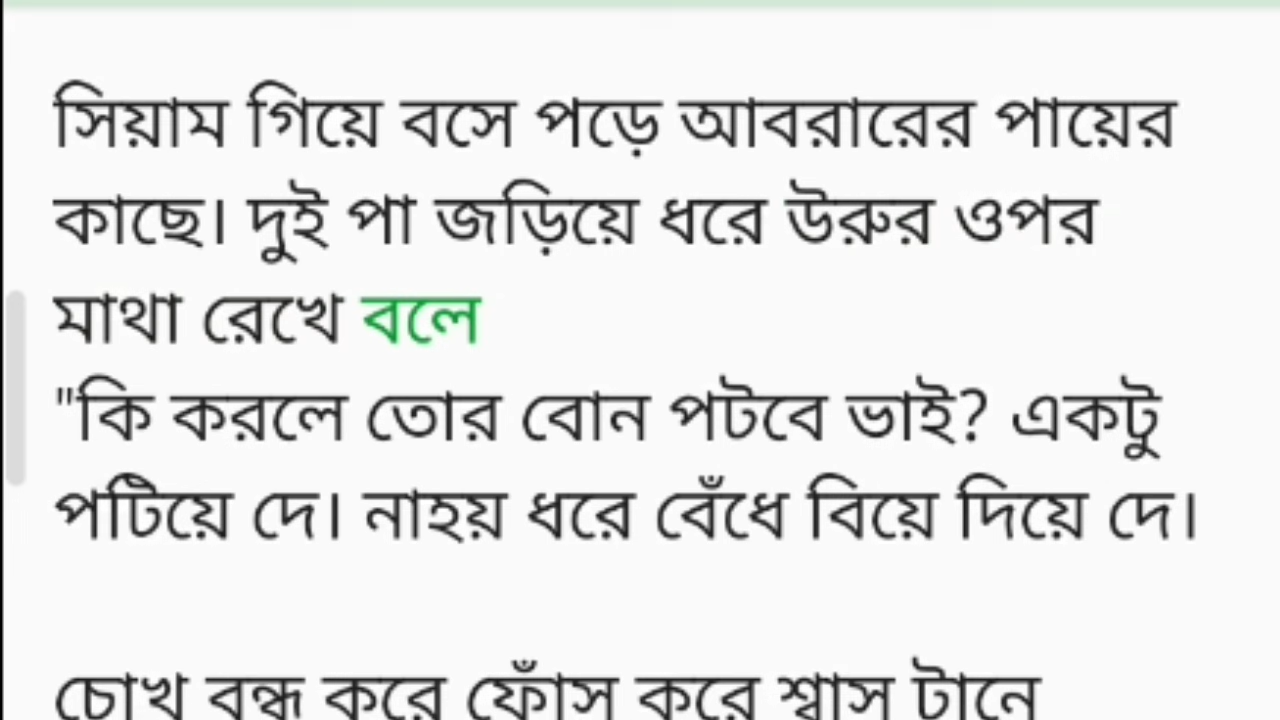 সিয়াম গিয়ে বসে পড়ে আবরারের পায়ের
কাছে। দুই পা জড়িয়ে ধরে উরুর ওপর
মাথা রেখে বলে
"কি করলে তোর বোন পটবে ভাই? একটু
পটিয়ে দে। নাহয় ধরে বেঁধে বিয়ে দিয়ে দে।
চোখ বন্ধ করে ফোঁস করে শ্বাস টানে